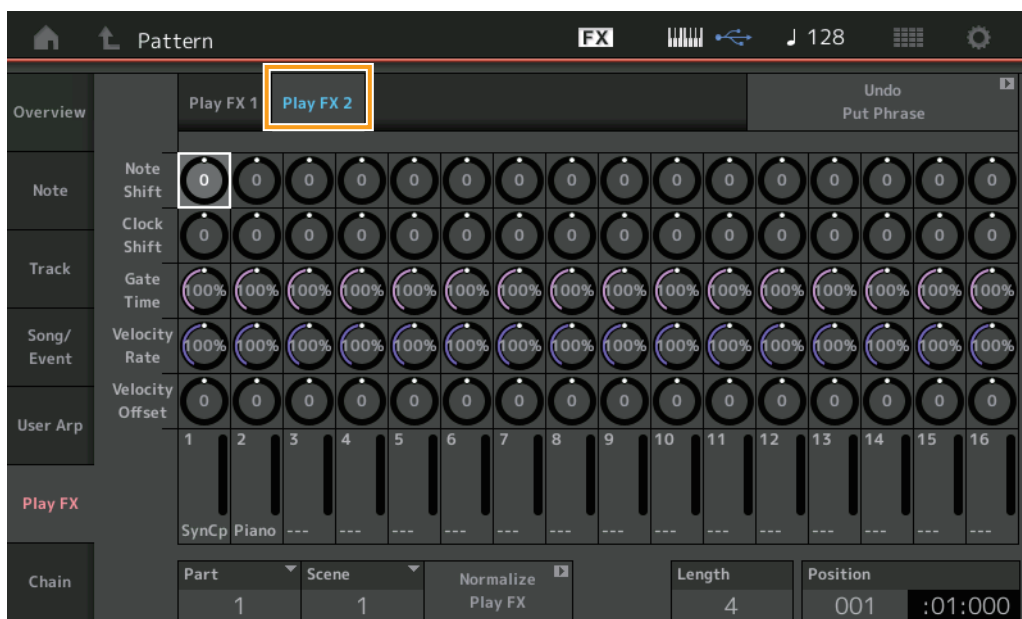 Pattern FX 128
Overview
Play FX 1 Play FX 2
Undo
Put Phrase
Note
Note
Shift
0 0 0 0 0 0 0 0 0 0 0 0 0 0 0 0
Clock
Shift
0 0 0 0 0 0 0 0 0 0 0 0 0 0 0 0
Track
Gate
Time
100% 100% 100% 100% 100% 100% 100% 100% 100% 100% 100% 100% 100% 100% 100% 100%
Song/
Event
Velocity
Rate
100% 100% 100% 100% 100% 100% 100% 100% 100% 100% 100% 100% 100% 100% 100% 100%
User Arp
Velocity
Offset
0 0 0 0 0 0 0 0 0 0 0 0 0 0 0 0
1 2 3 4 5 6 7 8 9 10 11 12 13 14 15 16
Play FX
SynCp Piano --- --- --- --- --- --- --- --- --- --- --- --- --- ---
Chain
Part Scene
1 1
Normalize
Play FX
Length
4
Position
001 :01:000